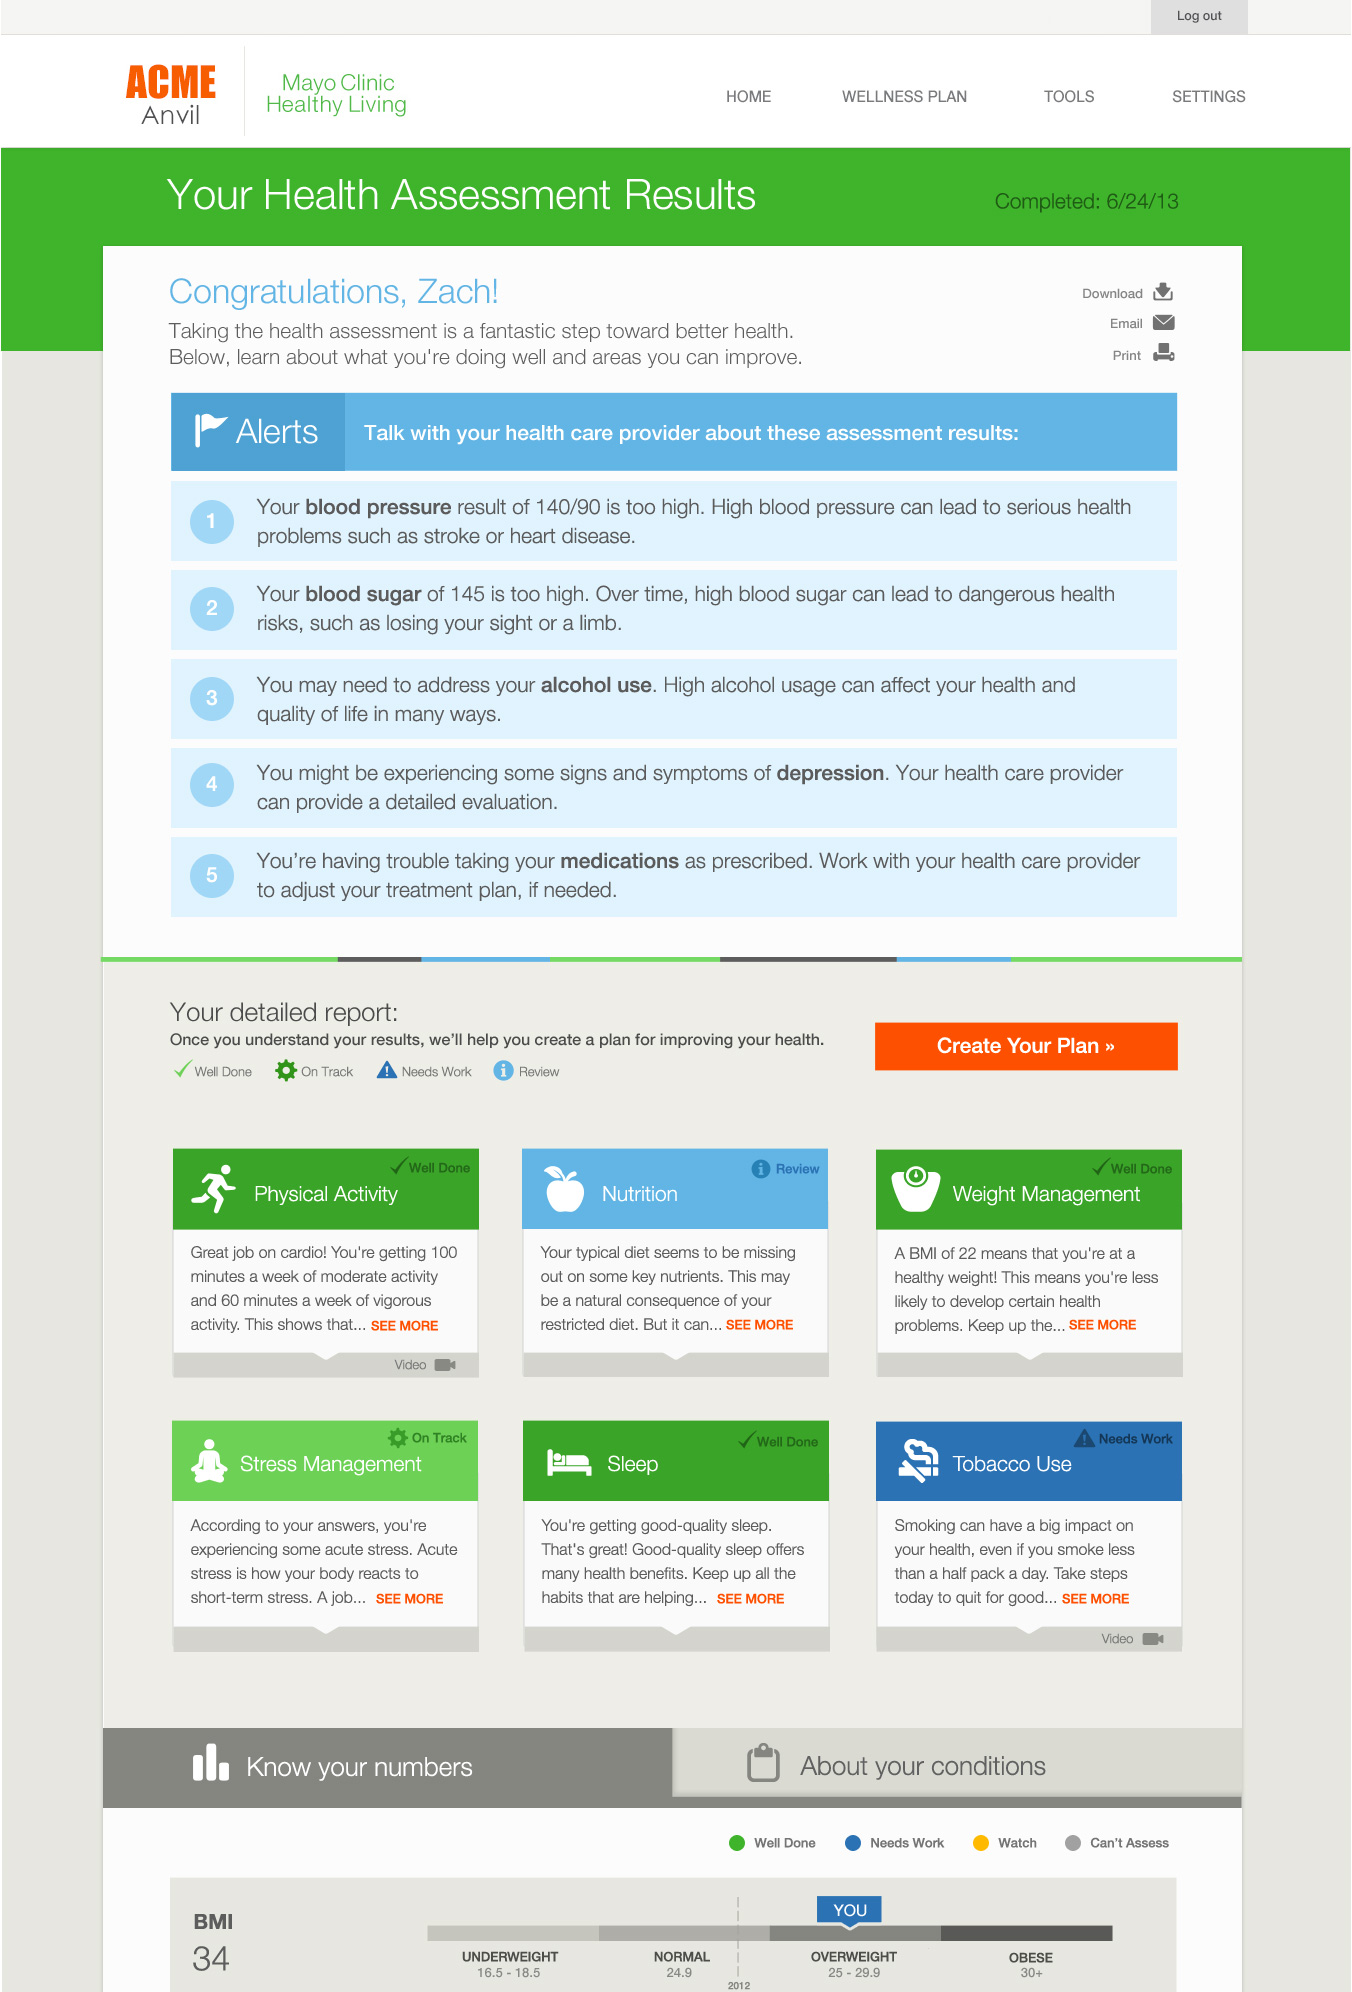 Log out
ACME
Anvil
Mayo Clinic
Healthy Living
HOME
WELLNESS PLAN
TOOLS
SETTINGS
Your Health Assessment Results
Completed: 6/24/13
Congratulations, Zach!
Taking the health assessment is a fantastic step toward better health.
Below, learn about what you're doing well and areas you can improve.
Download
Email
Print
Alerts
Talk with your health care provider about these assessment results:
1
Your blood pressure result of 140/90 is too high. High blood pressure can lead to serious health
problems such as stroke or heart disease.
2
Your blood sugar of 145 is too high. Over time, high blood sugar can lead to dangerous health
risks, such as losing your sight or a limb.
3
You may need to address your alcohol use. High alcohol usage can affect your health and
quality of life in many ways.
4
You might be experiencing some signs and symptoms of depression. Your health care provider
can provide a detailed evaluation.
5
You’re having trouble taking your medications as prescribed. Work with your health care provider
to adjust your treatment plan, if needed.
Your detailed report:
Once you understand your results, we’ll help you create a plan for improving your health.
Well Done
On Track
Needs Work
Review
Create Your Plan »
Well Done
Physical Activity
Great job on cardio! You're getting 100
minutes a week of moderate activity
and 60 minutes a week of vigorous
activity. This shows that... SEE MORE
Video
Review
Nutrition
Your typical diet seems to be missing
out on some key nutrients. This may
be a natural consequence of your
restricted diet. But it can... SEE MORE
Well Done
Weight Management
A BMI of 22 means that you're at a
healthy weight! This means you're less
likely to develop certain health
problems. Keep up the... SEE MORE
On Track
Stress Management
According to your answers, you're
experiencing some acute stress. Acute
stress is how your body reacts to
short-term stress. A job... SEE MORE
Well Done
Sleep
You're getting good-quality sleep.
That's great! Good-quality sleep offers
many health benefits. Keep up all the
habits that are helping... SEE MORE
Needs Work
Tobacco Use
Smoking can have a big impact on
your health, even if you smoke less
than a half pack a day. Take steps
today to quit for good... SEE MORE
Video
Know your numbers
About your conditions
Well Done
Needs Work
Watch
Can’t Assess
BMI
34
YOU
UNDERWEIGHT
16.5 - 18.5
NORMAL
24.9
2012
OVERWEIGHT
25 - 29.9
OBESE
30+